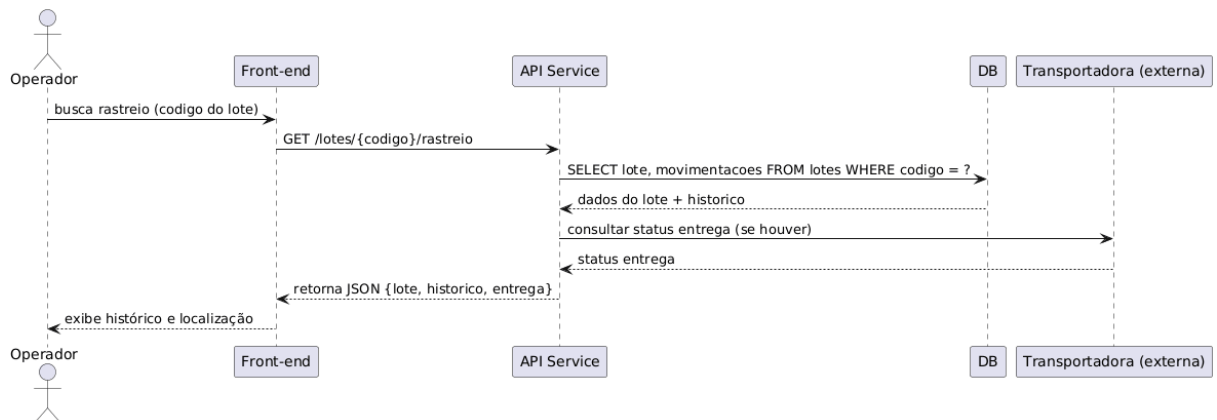 Operador
Front-end
API Service
DB
Transportadora (externa)
busca rastreio (codigo do lote)
GET /lotes/{codigo}/rastreio
SELECT lote, movimentacoes FROM lotes WHERE codigo = ?
dados do lote + historico
consultar status entrega (se houver)
status entrega
retorna JSON {lote, historico, entrega}
exibe histórico e localização
Operador
Front-end
API Service
DB
Transportadora (externa)